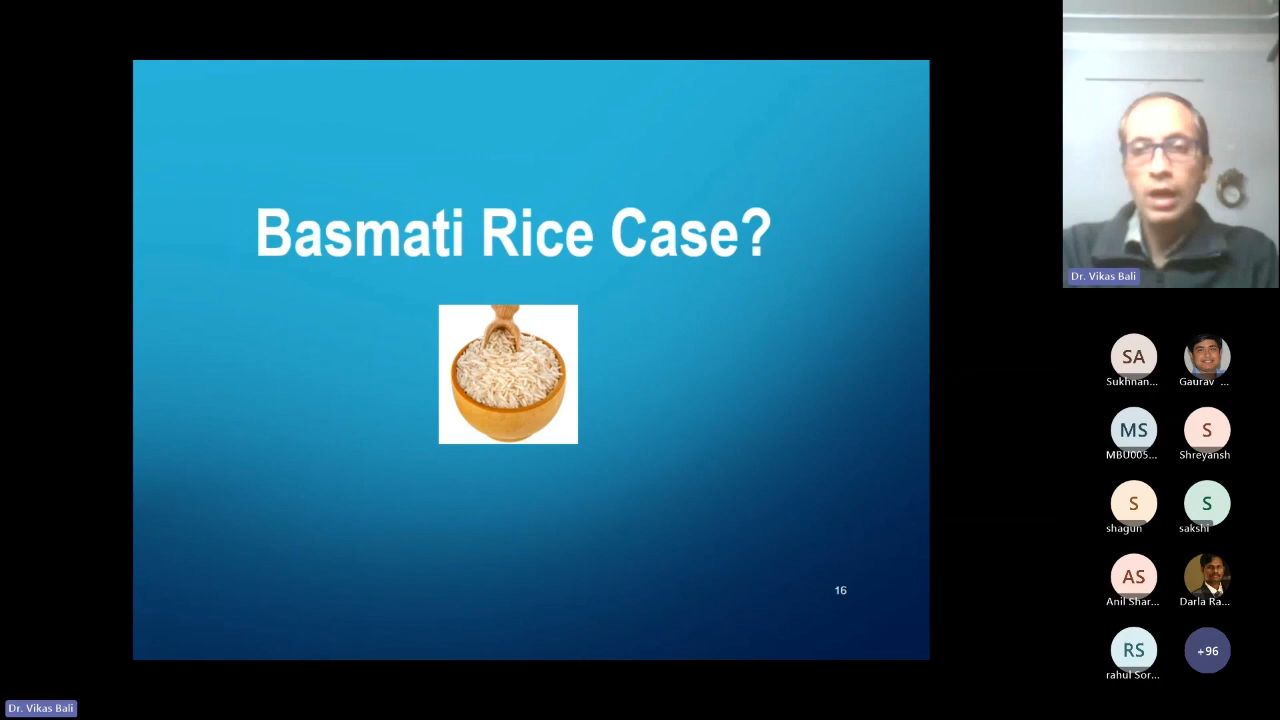 Basmati Rice Case?
16
Dr. Vikas Bali
SA
Sukhnan...
Gaurav ...
MS
MBU005...
S
Shreyansh
S
shagun
S
sakshi
AS
Anil Shar...
Darla Ra...
RS
rahul Sor...
+96
Dr. Vikas Bali